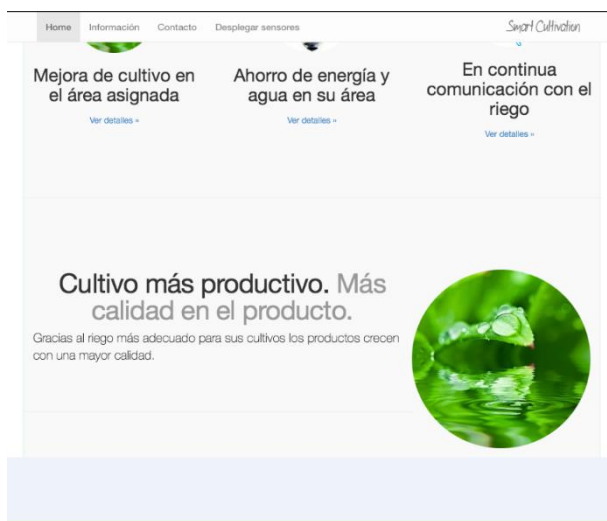 Home Información Contacto Desplegar sensores Smart Cultivation
Mejora de cultivo en
el área asignada
Ver detalles »
Ahorro de energía y
agua en su área
Ver detalles »
En continua
comunicación con el
riego
Ver detalles »
Cultivo más productivo. Más
calidad en el producto.
Gracias al riego más adecuado para sus cultivos los productos crecen
con una mayor calidad.